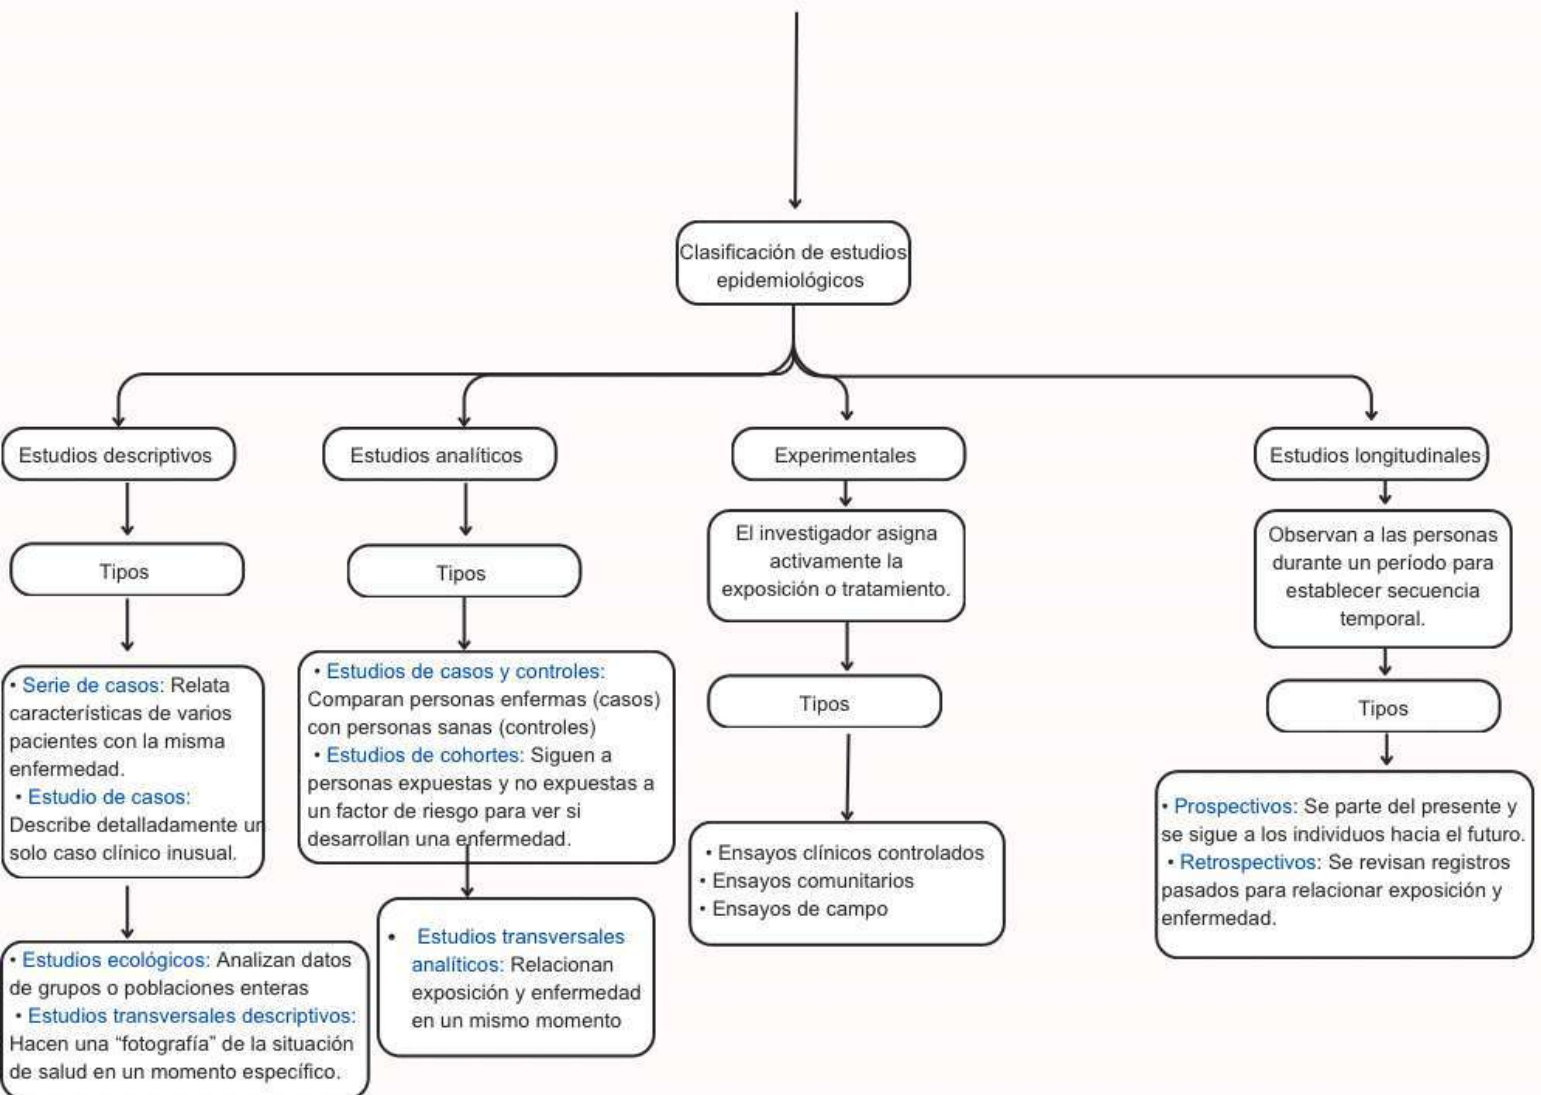 Clasificación de estudios
epidemiológicos
Estudios descriptivos
Tipos
• Serie de casos: Relata
características de varios
pacientes con la misma
enfermedad.
• Estudio de casos:
Describe detalladamente un
solo caso clínico inusual.
• Estudios ecológicos: Analizan datos
de grupos o poblaciones enteras
• Estudios transversales descriptivos:
Hacen una “fotografía” de la situación
de salud en un momento específico.
Estudios analíticos
Tipos
• Estudios de casos y controles:
Comparan personas enfermas (casos)
con personas sanas (controles)
• Estudios de cohortes: Siguen a
personas expuestas y no expuestas a
un factor de riesgo para ver si
desarrollan una enfermedad.
• Estudios transversales
analíticos: Relacionan
exposición y enfermedad
en un mismo momento
Experimentales
El investigador asigna
activamente la
exposición o tratamiento.
Tipos
• Ensayos clínicos controlados
• Ensayos comunitarios
• Ensayos de campo
Estudios longitudinales
Observan a las personas
durante un período para
establecer secuencia
temporal.
Tipos
• Prospectivos: Se parte del presente y
se sigue a los individuos hacia el futuro.
• Retrospectivos: Se revisan registros
pasados para relacionar exposición y
enfermedad.